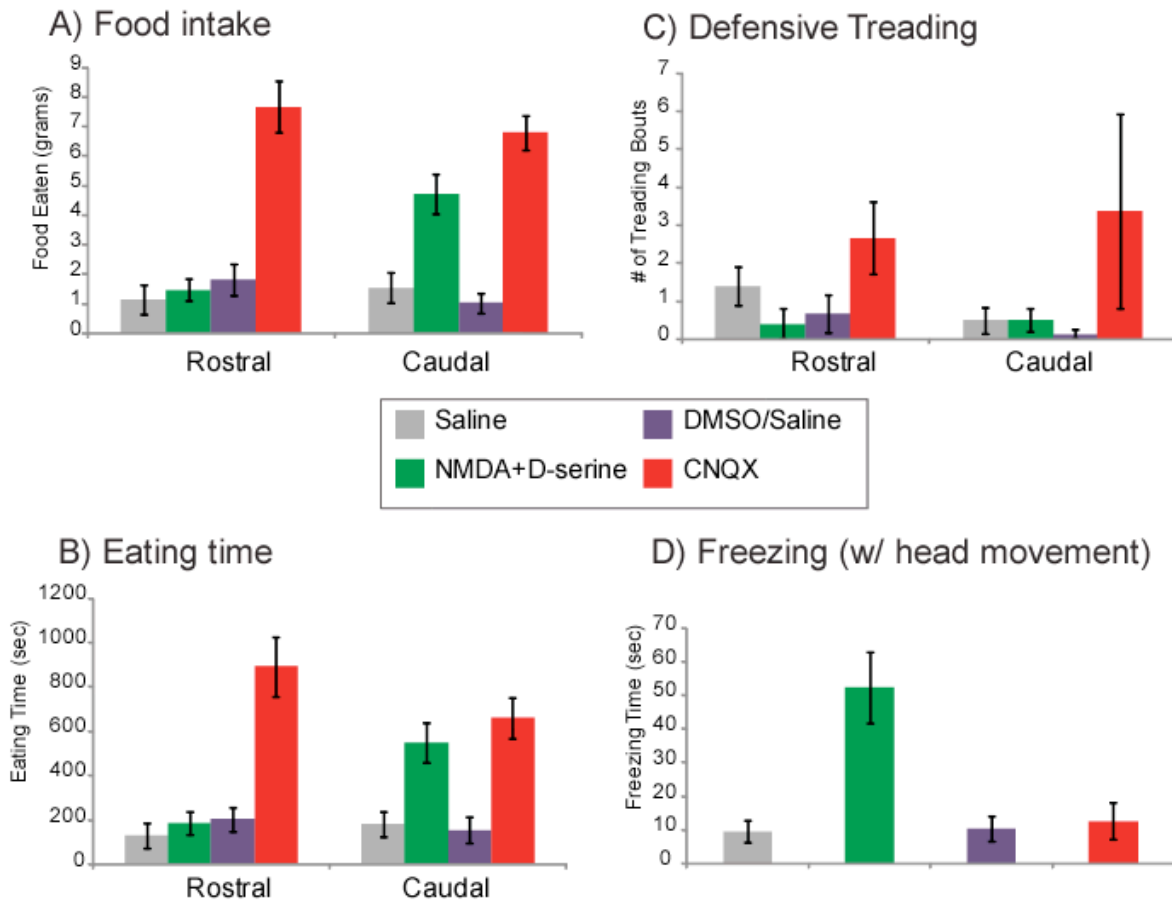 A) Food intake
Food Eaten (grams)
9
8
7
6
5
4
3
2
1
0
Rostral Caudal
C) Defensive Treading
# of Treading Bouts
7
6
5
4
3
2
1
0
Rostral Caudal
Saline DMSO/Saline
NMDA+D-serine CNQX
B) Eating time
Eating Time (sec)
1200
1000
800
600
400
200
0
Rostral Caudal
D) Freezing (w/ head movement)
Freezing Time (sec)
70
60
50
40
30
20
10
0